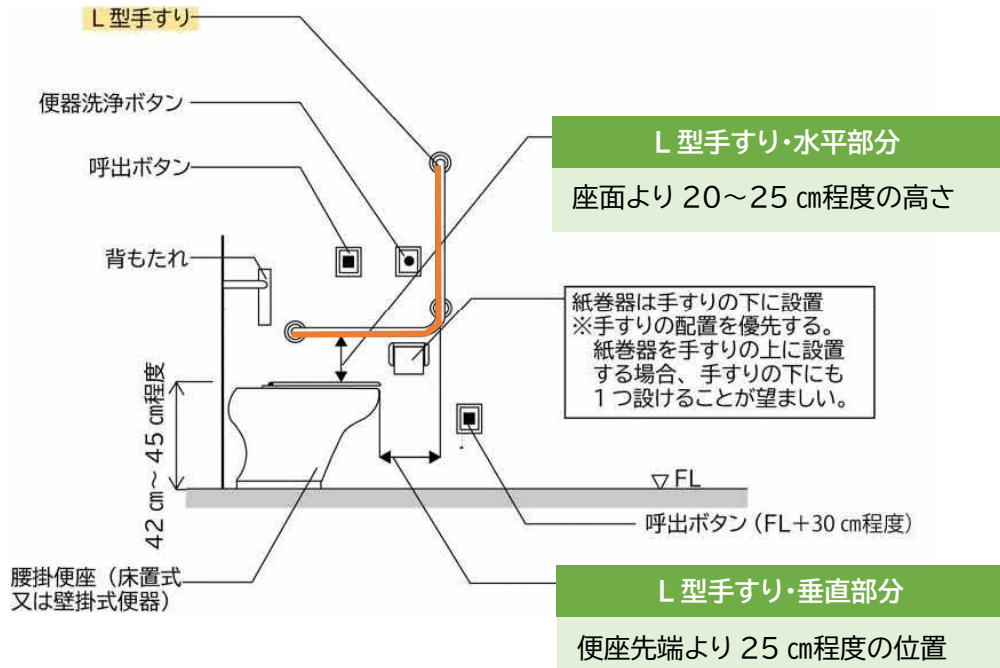 L型手すり
便器洗浄ボタン
呼出ボタン
背もたれ
L型手すり・水平部分
座面より 20～25 ㎝程度の高さ
紙巻器は手すりの下に設置
※手すりの配置を優先する。
紙巻器を手すりの上に設置
する場合、手すりの下にも
1つ設けることが望ましい。
42 ㎝～ 45 ㎝程度
▽FL
呼出ボタン（FL＋30 ㎝程度）
腰掛便座（床置式
又は壁掛式便器）
L型手すり・垂直部分
便座先端より 25 ㎝程度の位置